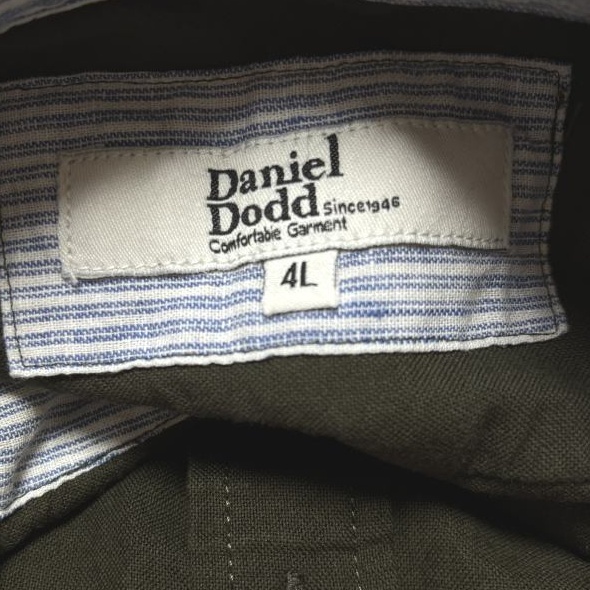 Daniel
Dodd Since1946
Comfortable Garment
4L